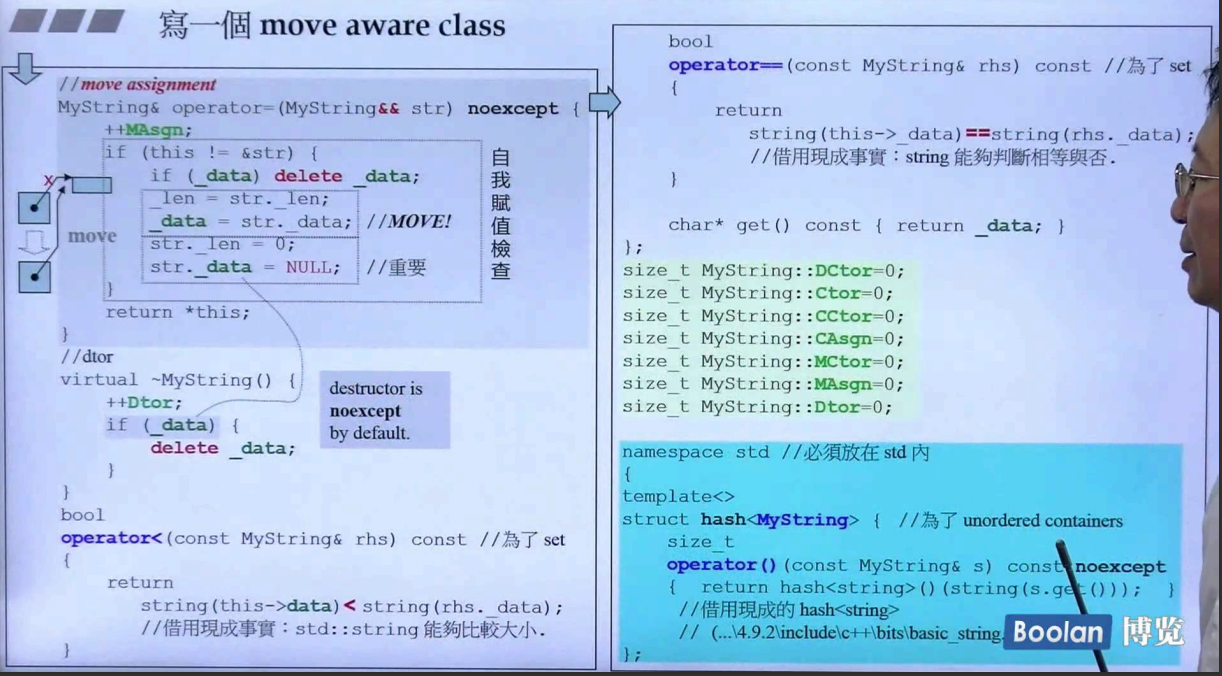 寫一個 move aware class
//move assignment
MyString& operator=(MyString&& str) noexcept {
++MAsgn;
if (this != &str) {
if (_data) delete _data;
_len = str._len;
_data = str._data; //MOVE!
str._len = 0;
str._data = NULL; //重要
}
return *this;
}
自我賦值檢查
x
move
//dtor
virtual ~MyString() {
++Dtor;
if (_data) {
delete _data;
}
}
destructor is
noexcept
by default.
bool
operator<(const MyString& rhs) const //為了 set
{
return
string(this->data)< string(rhs._data);
//借用現成事實：std::string 能夠比較大小.
}
bool
operator==(const MyString& rhs) const //為了 set
{
return
string(this->_data)==string(rhs._data);
//借用現成事實：string 能夠判斷相等與否.
}
char* get() const { return _data; }
};
size_t MyString::DCtor=0;
size_t MyString::Ctor=0;
size_t MyString::CCtor=0;
size_t MyString::CAsgn=0;
size_t MyString::MCtor=0;
size_t MyString::MAsgn=0;
size_t MyString::Dtor=0;
namespace std //必須放在 std 內
{
template<>
struct hash<MyString> { //為了 unordered containers
size_t
operator()(const MyString& s) const noexcept
{ return hash<string>()(string(s.get())); }
//借用現成的 hash<string>
// (...\4.9.2\include\c++\bits\basic_string.
};
Boolan 博览